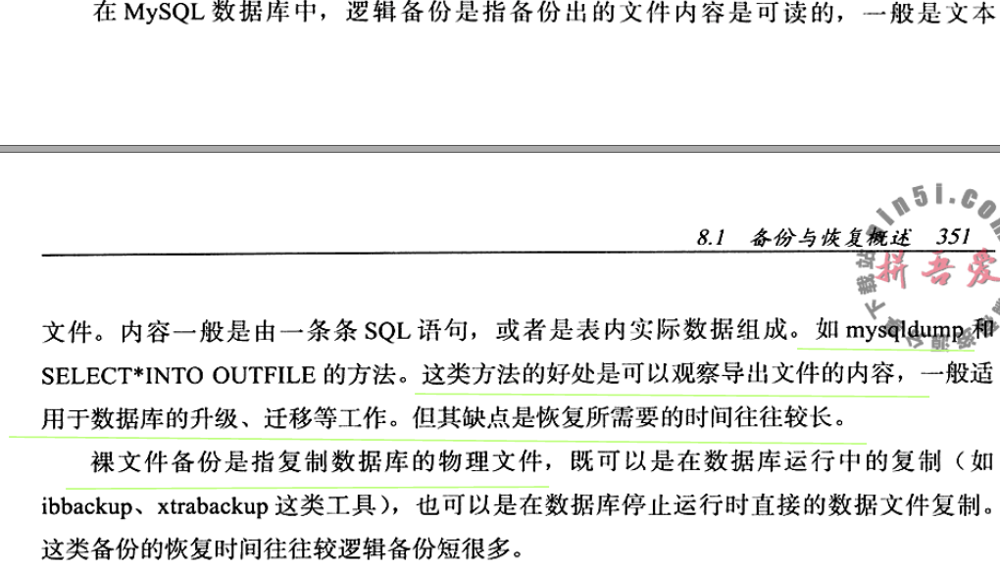 在 MySQL 数据库中，逻辑备份是指备份出的文件内容是可读的，一般是文本
8.1 备份与恢复概述 351
文件。内容一般是由一条条 SQL 语句，或者是表内实际数据组成。如 mysqldump 和
SELECT*INTO OUTFILE 的方法。这类方法的好处是可以观察导出文件的内容，一般适
用于数据库的升级、迁移等工作。但其缺点是恢复所需要的时间往往较长。
裸文件备份是指复制数据库的物理文件，既可以是在数据库运行中的复制（如
ibbackup、xtrabackup 这类工具），也可以是在数据库停止运行时直接的数据文件复制。
这类备份的恢复时间往往较逻辑备份短很多。
拼吾爱